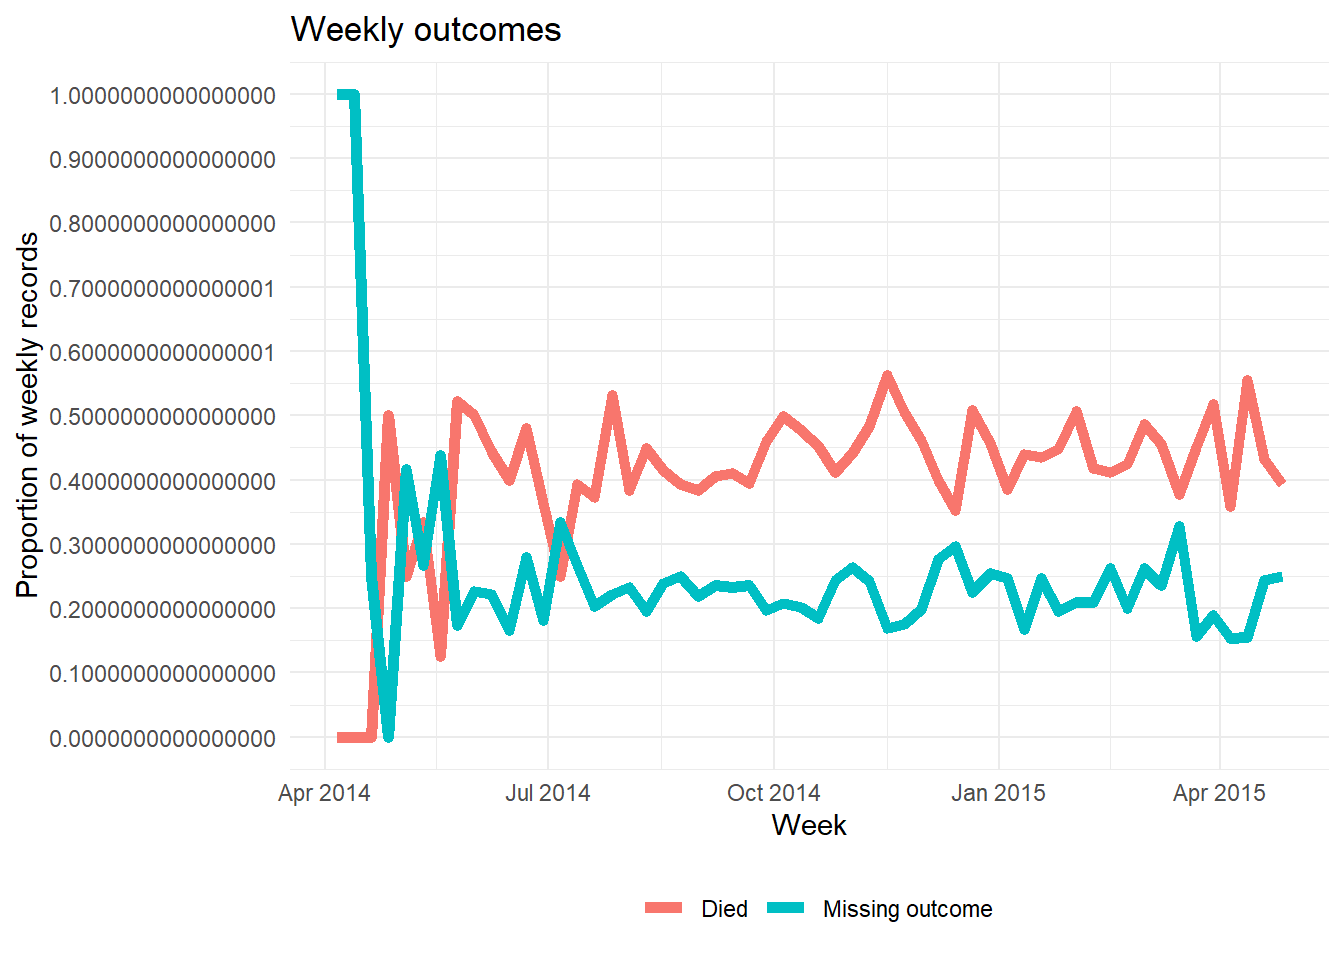 Weekly outcomes
Proportion of weekly records
1.0000000000000000
0.9000000000000000
0.8000000000000000
0.7000000000000001
0.6000000000000001
0.5000000000000000
0.4000000000000000
0.3000000000000000
0.2000000000000000
0.1000000000000000
0.0000000000000000
Apr 2014 Jul 2014 Oct 2014 Jan 2015 Apr 2015
Week
Died Missing outcome